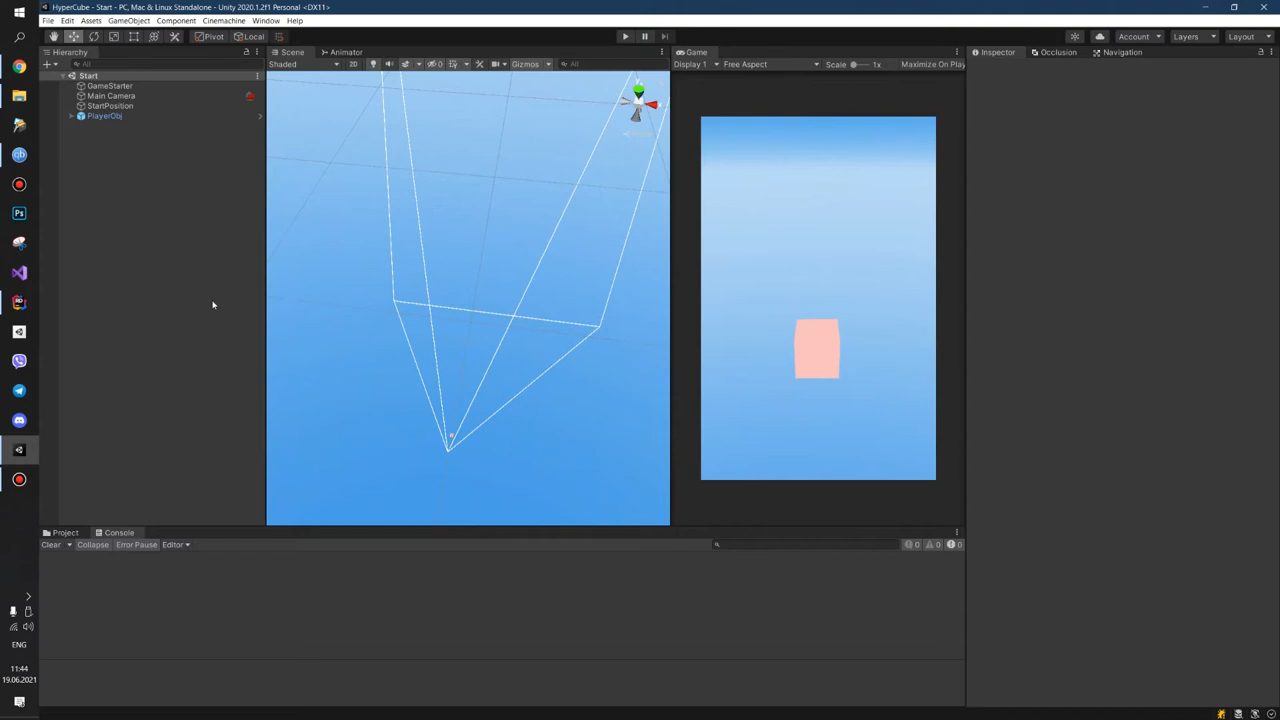 HyperCube - Start - PC, Mac & Linux Standalone - Unity 2020.1.2f1 Personal <DX11>
File Edit Assets GameObject Component Cinemachine Window Help
Pivot Local Account Layers Layout
Hierarchy
All
Start
GameStarter
Main Camera
StartPosition
PlayerObj
Scene Animator
Shaded 2D 0 Gizmos All
Game
Display 1 Free Aspect Scale 1x Maximize On Play
Inspector Occlusion Navigation
Project Console
Clear Collapse Error Pause Editor 0 0 0
Ps
RD
ENG
11:44
19.06.2021